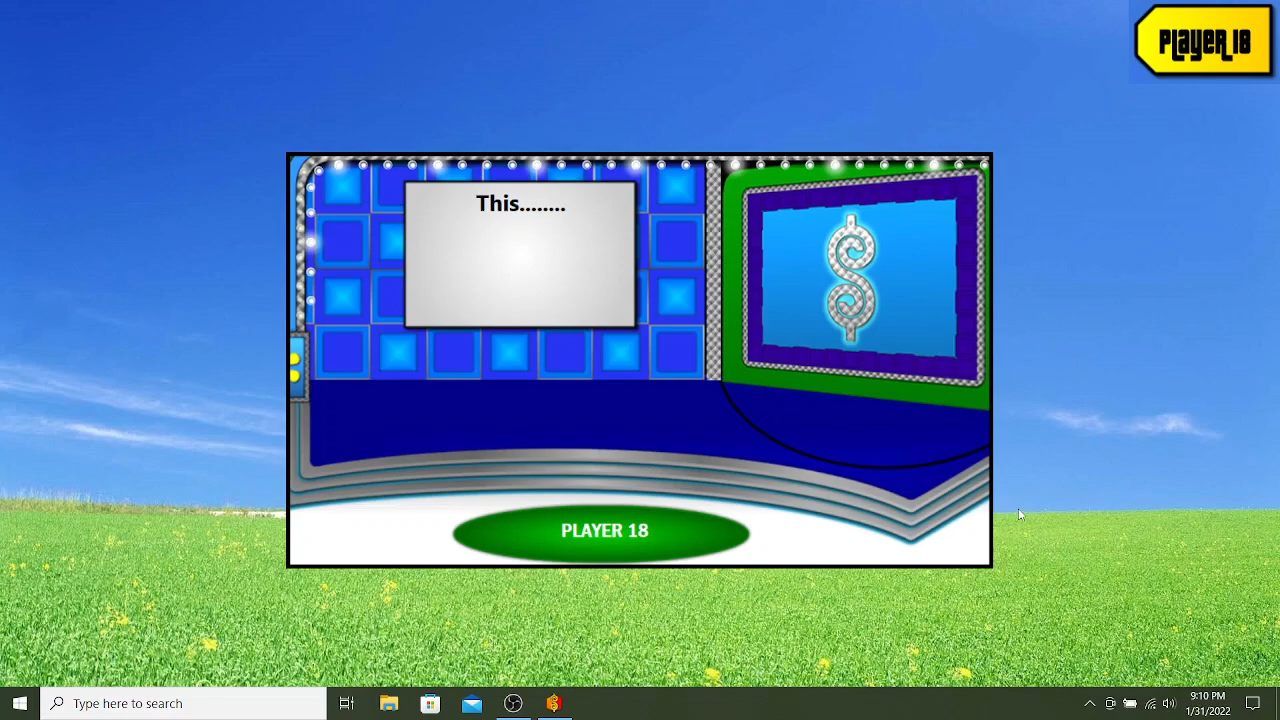 PLAYER 18
This........
PLAYER 18
Type here to search
9:10 PM
1/31/2022